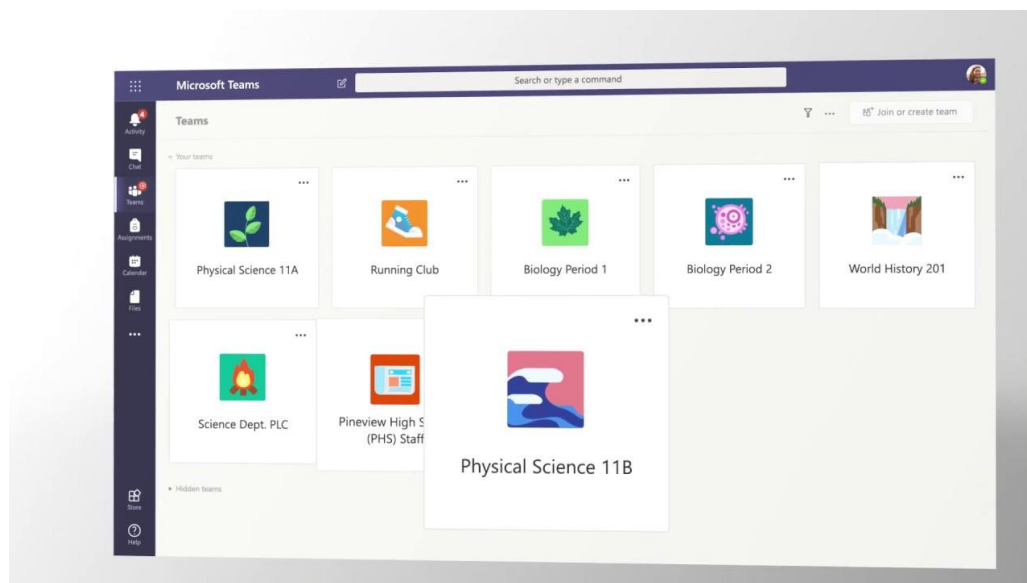 Microsoft Teams
Search or type a command
Activity
4
Chat
Teams
Assignments
Calendar
Files
Store
Help
Teams
Join or create team
Your teams
Physical Science 11A
Running Club
Biology Period 1
Biology Period 2
World History 201
Science Dept. PLC
Pineview High S
(PHS) Staff
Physical Science 11B
Hidden teams